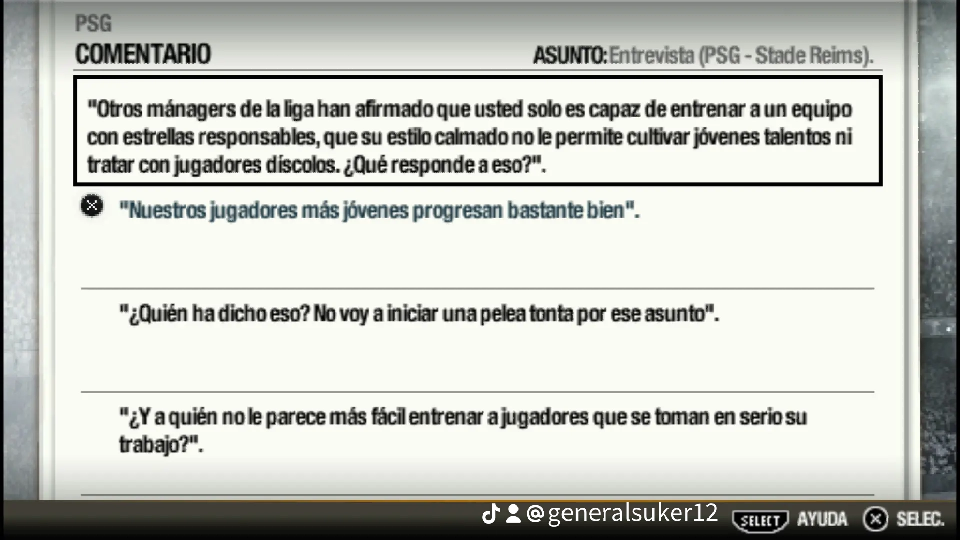 PSG
COMENTARIO
ASUNTO: Entrevista (PSG - Stade Reims).
"Otros mánagers de la liga han afirmado que usted solo es capaz de entrenar a un equipo
con estrellas responsables, que su estilo calmado no le permite cultivar jóvenes talentos ni
tratar con jugadores díscolos. ¿Qué responde a eso?".
"Nuestros jugadores más jóvenes progresan bastante bien".
"¿Quién ha dicho eso? No voy a iniciar una pelea tonta por ese asunto".
"¿Y a quién no le parece más fácil entrenar a jugadores que se toman en serio su
trabajo?".
@generalsuker12
SELECT AYUDA SELEC.